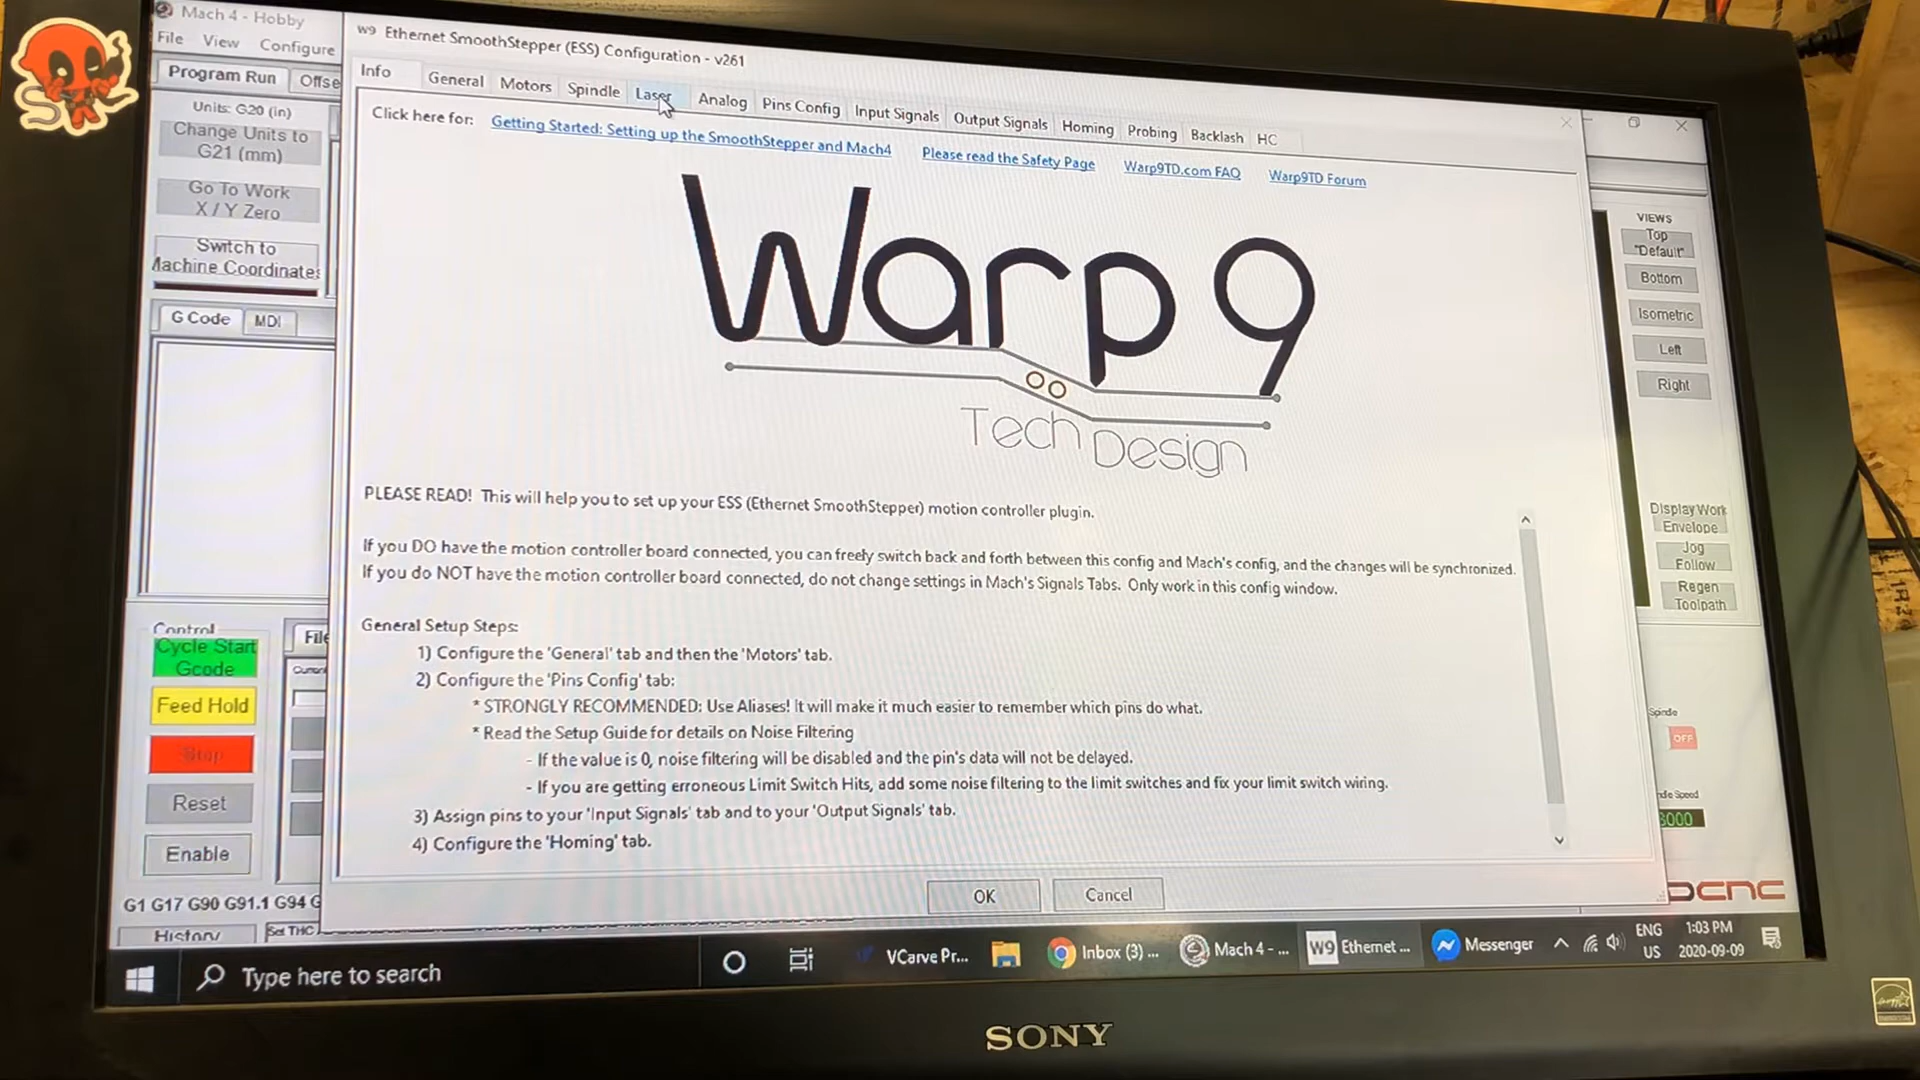 Mach 4 - Hobby
File View Configure
Program Run Offse
Units: G20 (in)
Change Units to
G21 (mm)
Go To Work
X / Y Zero
Switch to
Machine Coordinates
G Code MDI
Control
Cycle Start
Gcode
Feed Hold
Stop
Reset
Enable
G1 G17 G90 G91.1 G94 G
History
Set THC
File
W9 Ethernet SmoothStepper (ESS) Configuration - v261
Info General Motors Spindle Laser Analog Pins Config Input Signals Output Signals Homing Probing Backlash HC
Click here for: Getting Started: Setting up the SmoothStepper and Mach4 Please read the Safety Page Warp9TD.com FAQ Warp9TD Forum
Warp 9
Tech Design
PLEASE READ! This will help you to set up your ESS (Ethernet SmoothStepper) motion controller plugin.
If you DO have the motion controller board connected, you can freely switch back and forth between this config and Mach's config, and the changes will be synchronized.
If you do NOT have the motion controller board connected, do not change settings in Mach's Signals Tabs. Only work in this config window.
General Setup Steps:
1) Configure the 'General' tab and then the 'Motors' tab.
2) Configure the 'Pins Config' tab:
* STRONGLY RECOMMENDED: Use Aliases! It will make it much easier to remember which pins do what.
* Read the Setup Guide for details on Noise Filtering
- If the value is 0, noise filtering will be disabled and the pin's data will not be delayed.
- If you are getting erroneous Limit Switch Hits, add some noise filtering to the limit switches and fix your limit switch wiring.
3) Assign pins to your 'Input Signals' tab and to your 'Output Signals' tab.
4) Configure the 'Homing' tab.
OK Cancel
VIEWS
Top
"Default"
Bottom
Isometric
Left
Right
Display Work
Envelope
Jog
Follow
Regen
Toolpath
Spindle
OFF
dle Speed
8000
CNC
Type here to search
VCarve Pr...
Inbox (3) ...
Mach 4 - ...
W9 Ethernet ...
Messenger
ENG
US
1:03 PM
2020-09-09
SONY